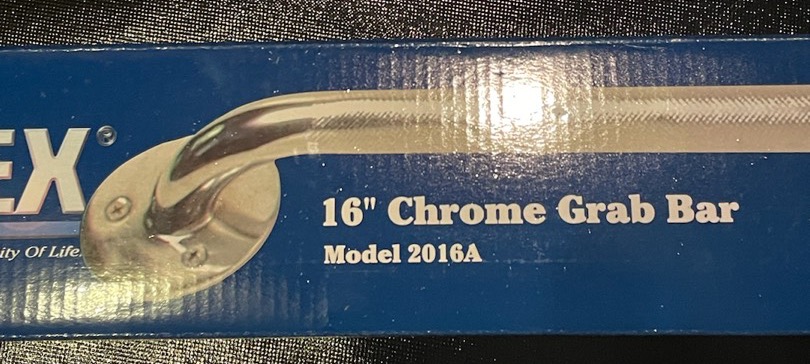 EX®
ity Of Life.
16" Chrome Grab Bar
Model 2016A